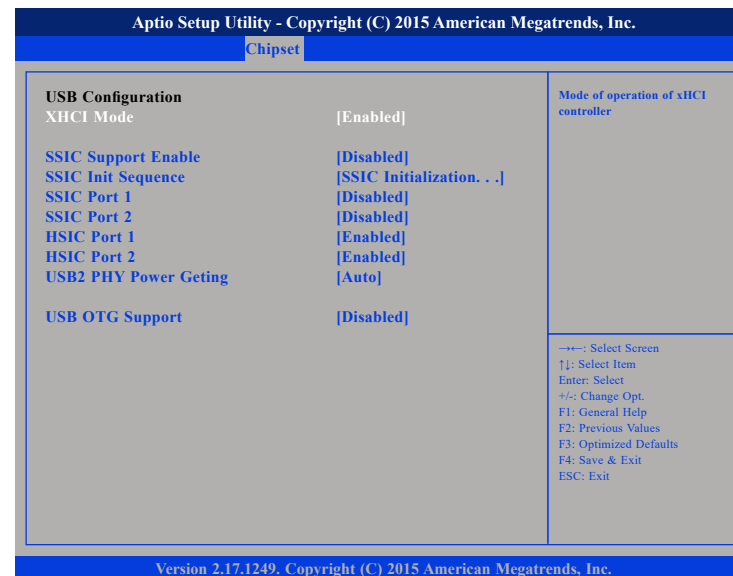 Aptio Setup Utility - Copyright (C) 2015 American Megatrends, Inc.
Chipset
USB Configuration
XHCI Mode [Enabled]
SSIC Support Enable [Disabled]
SSIC Init Sequence [SSIC Initialization. . .]
SSIC Port 1 [Disabled]
SSIC Port 2 [Disabled]
HSIC Port 1 [Enabled]
HSIC Port 2 [Enabled]
USB2 PHY Power Geting [Auto]
USB OTG Support [Disabled]
Mode of operation of xHCI
controller
→←: Select Screen
↑↓: Select Item
Enter: Select
+/-: Change Opt.
F1: General Help
F2: Previous Values
F3: Optimized Defaults
F4: Save & Exit
ESC: Exit
Version 2.17.1249. Copyright (C) 2015 American Megatrends, Inc.